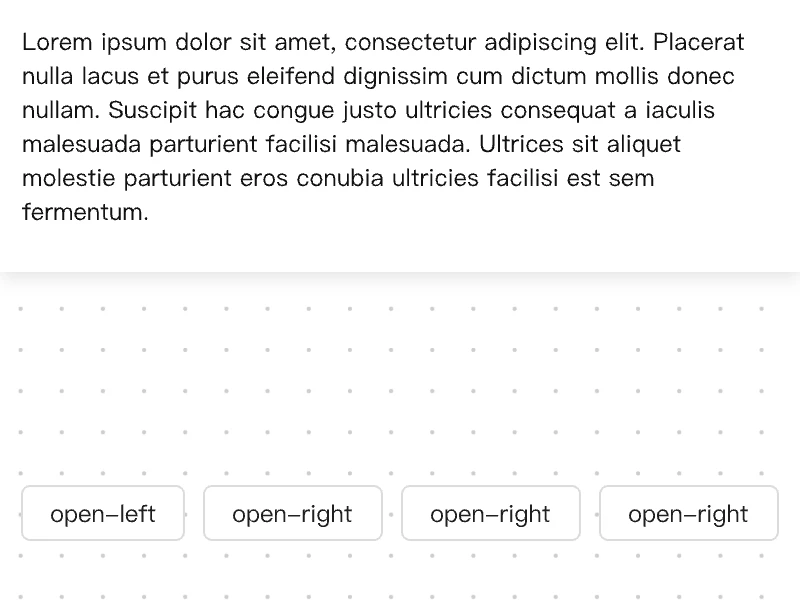 Lorem ipsum dolor sit amet, consectetur adipiscing elit. Placerat
nulla lacus et purus eleifend dignissim cum dictum mollis donec
nullam. Suscipit hac congue justo ultricies consequat a iaculis
malesuada parturient facilisi malesuada. Ultrices sit aliquet
molestie parturient eros conubia ultricies facilisi est sem
fermentum.
open-left
open-right
open-right
open-right